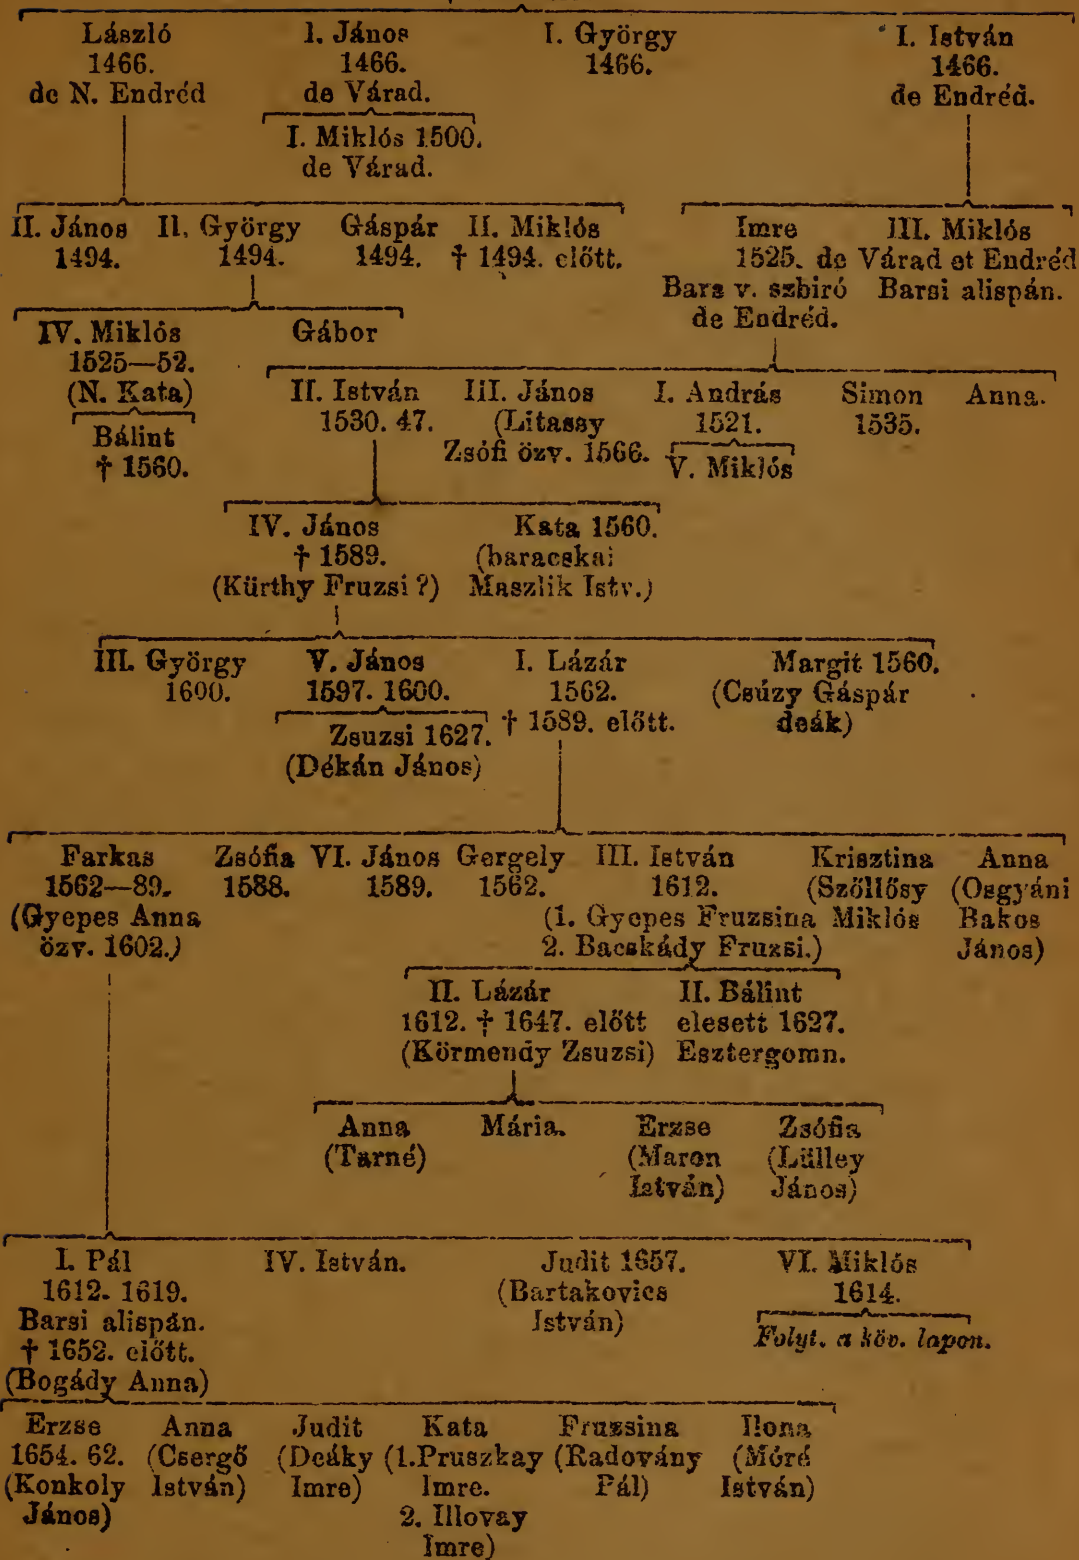 László I. János I. György I. István
1466. 1466. 1466. 1466.
de N. Endréd de Várad. de Endréd.
I. Miklós 1500.
de Várad.
II. János II. György Gáspár II. Miklós Imre III. Miklós
1494. 1494. 1494. † 1494. előtt. 1525. de Várad et Endréd
Bars v. szbiró Barsi alispán.
de Endréd.
IV. Miklós Gábor
1525—52.
(N. Kata) II. István III. János I. András Simon Anna.
Bálint 1530. 47. (Litassy 1521. 1535.
† 1560. Zsófi özv. 1566. V. Miklós
IV. János Kata 1560.
† 1589. (baracskai
(Kürthy Fruzsi ?) Maszlik Istv.)
III. György V. János I. Lázár Margit 1560.
1600. 1597. 1600. 1562. (Csúzy Gáspár
Zsuzsi 1627. † 1589. előtt. deák)
(Dékán János)
Farkas Zsófia VI. János Gergely III. István Krisztina Anna
1562—89. 1588. 1589. 1562. 1612. (Szőllősy (Osgyáni
(Gyepes Anna (1. Gyepes Fruzsina Miklós Bakos
özv. 1602.) 2. Bacskády Fruzsi.) János)
II. Lázár II. Bálint
1612. † 1647. előtt elesett 1627.
(Körmendy Zsuzsi) Esztergomn.
Anna Mária. Erzse Zsófia
(Tarné) (Maron (Lülley
István) János)
I. Pál IV. István. Judit 1657. VI. Miklós
1612. 1619. (Bartakovics 1614.
Barsi alispán. István) Folyt. a köv. lapon.
† 1652. előtt.
(Bogády Anna)
Erzse Anna Judit Kata Fruzsina Ilona
1654. 62. (Csergő (Deáky (1.Pruszkay (Radovány (Móré
(Konkoly István) Imre) Imre. Pál) István)
János) 2. Illovay
Imre)